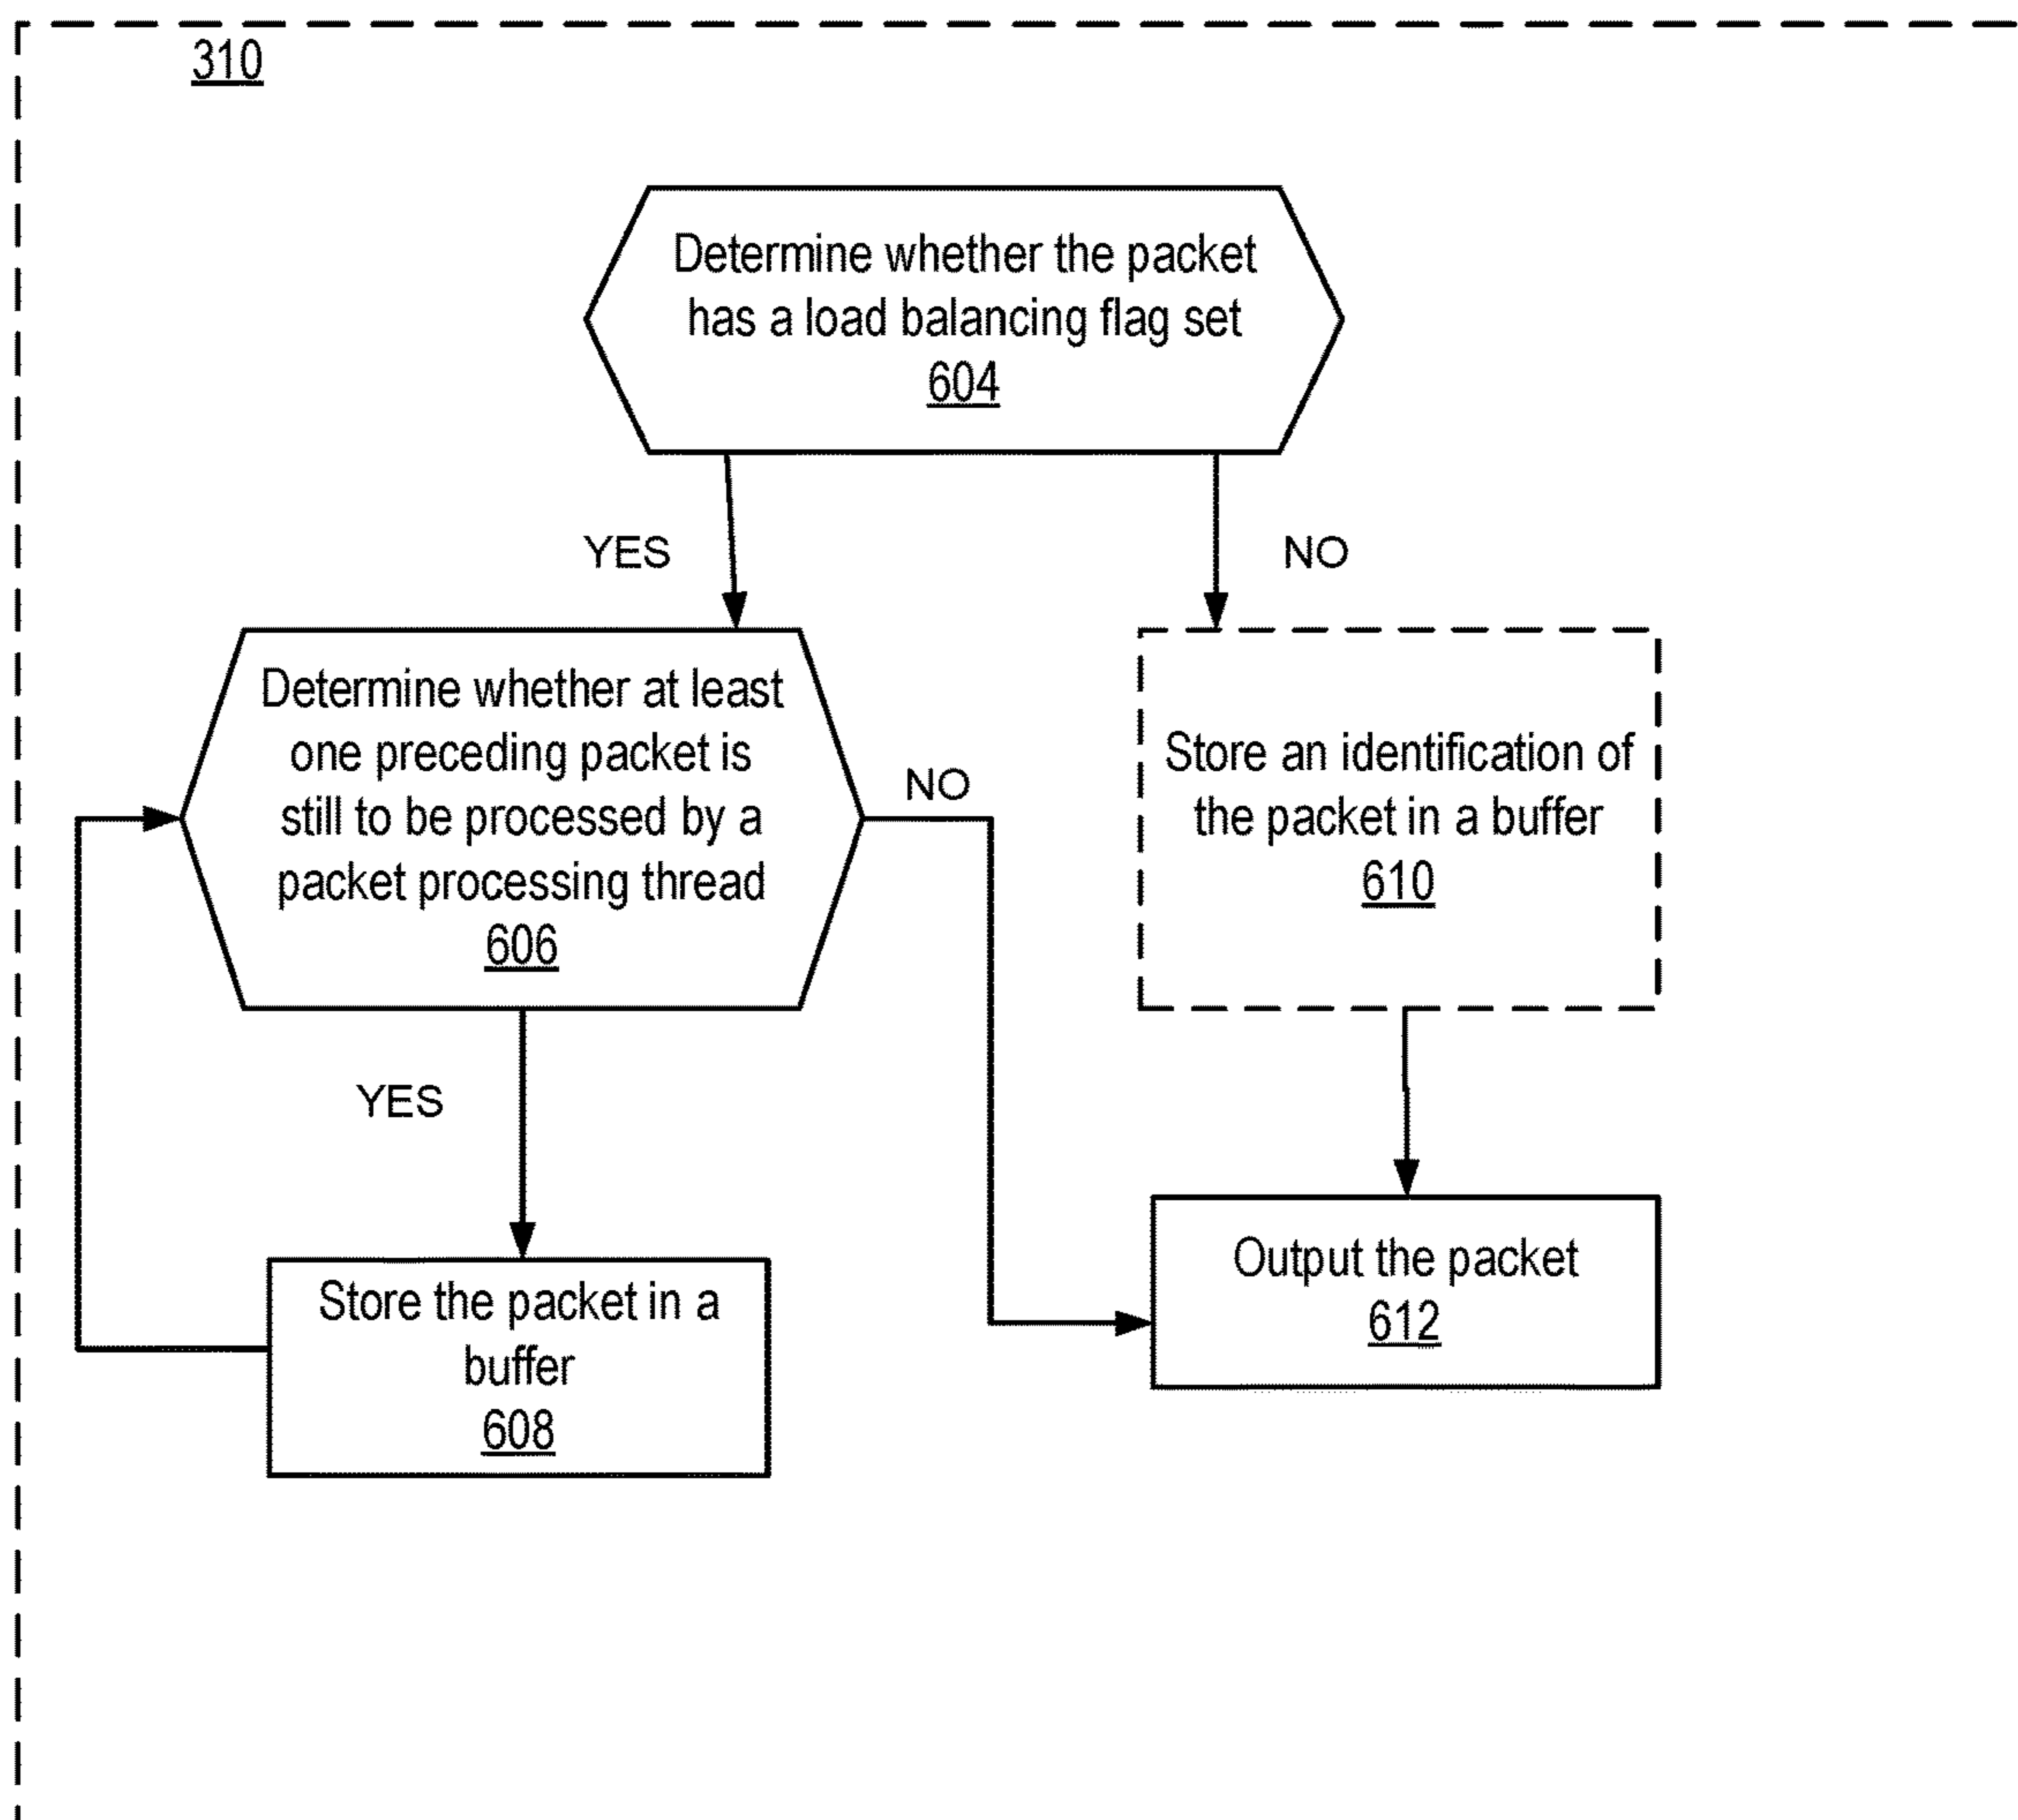 310
Determine whether the packet
has a load balancing flag set
604
YES
NO
Determine whether at least
one preceding packet is
still to be processed by a
packet processing thread
606
NO
Store an identification of
the packet in a buffer
610
YES
Store the packet in a
buffer
608
Output the packet
612